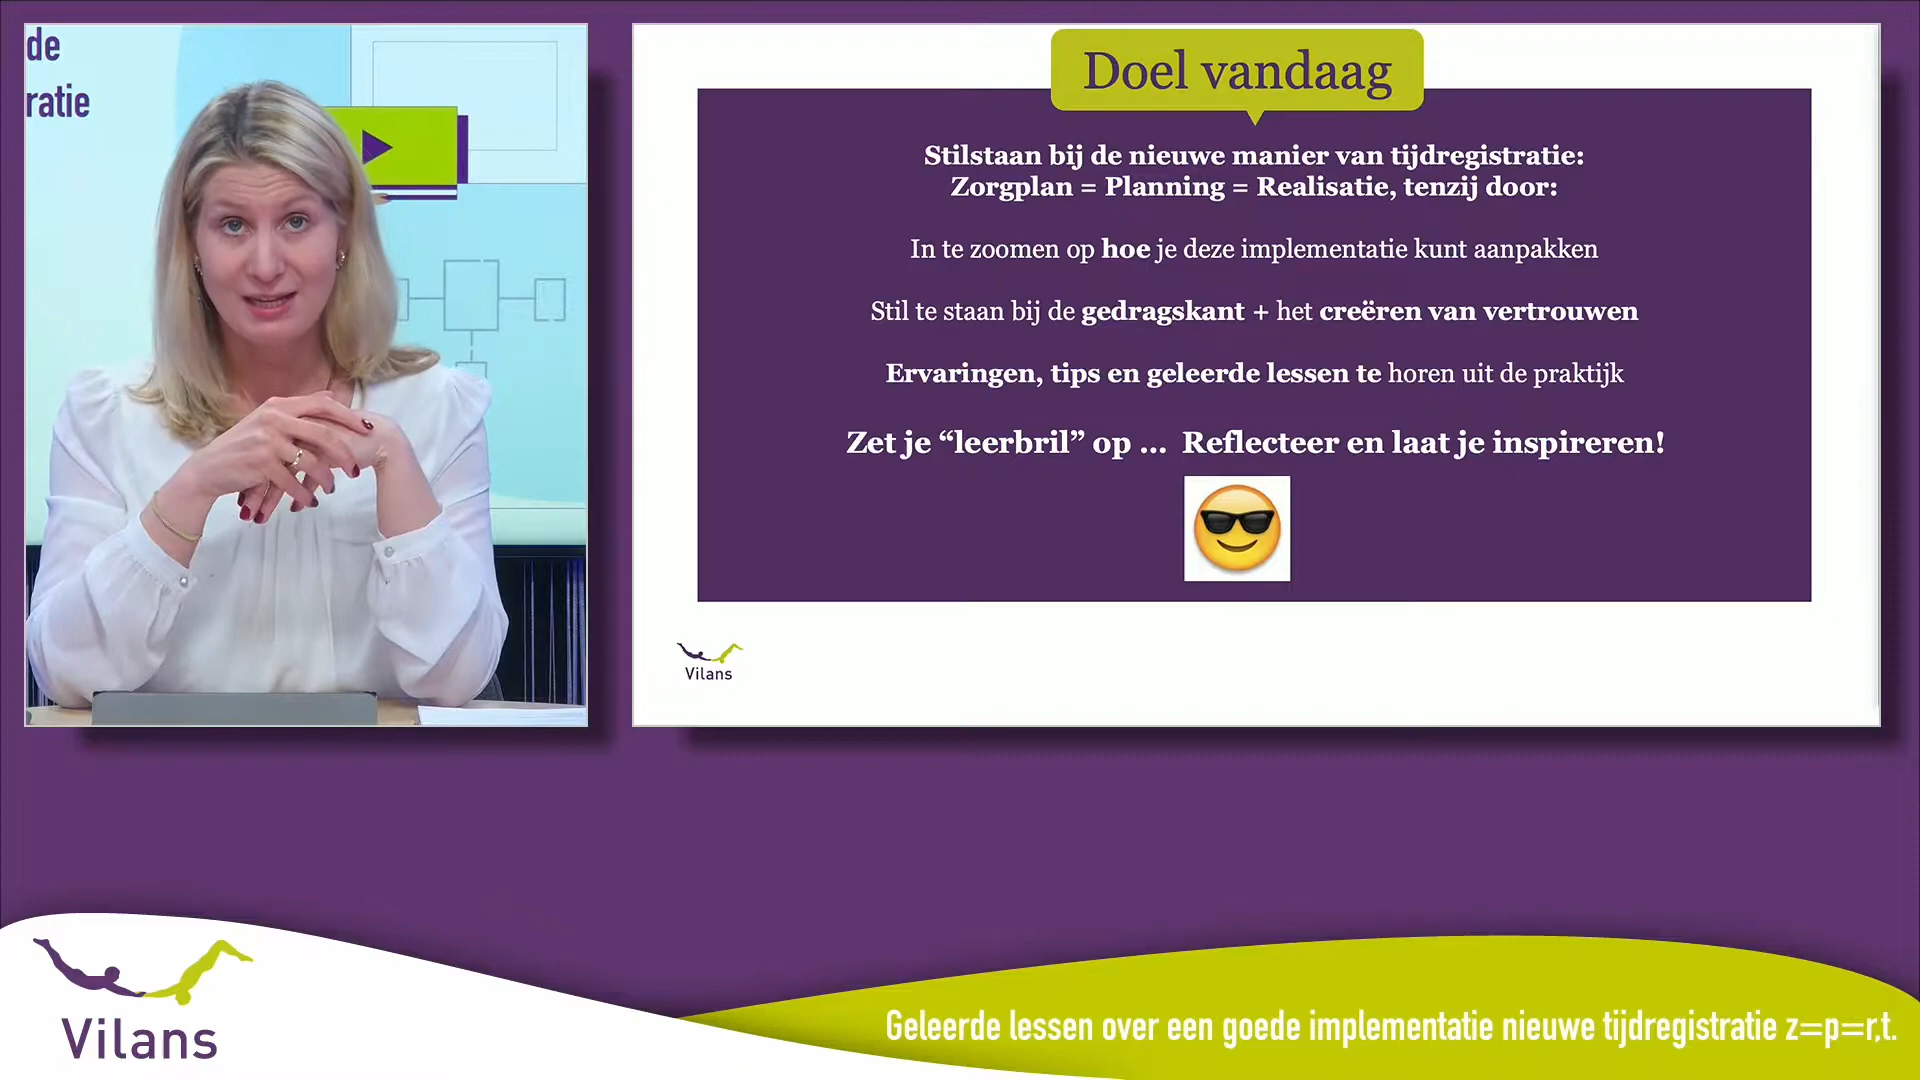 de
ratie
Doel vandaag
Stilstaan bij de nieuwe manier van tijdregistratie:
Zorgplan = Planning = Realisatie, tenzij door:
In te zoomen op hoe je deze implementatie kunt aanpakken
Stil te staan bij de gedragskant + het creëren van vertrouwen
Ervaringen, tips en geleerde lessen te horen uit de praktijk
Zet je “leerbril” op ... Reflecteer en laat je inspireren!
Vilans
Vilans
Geleerde lessen over een goede implementatie nieuwe tijdregistratie z=p=r,t.